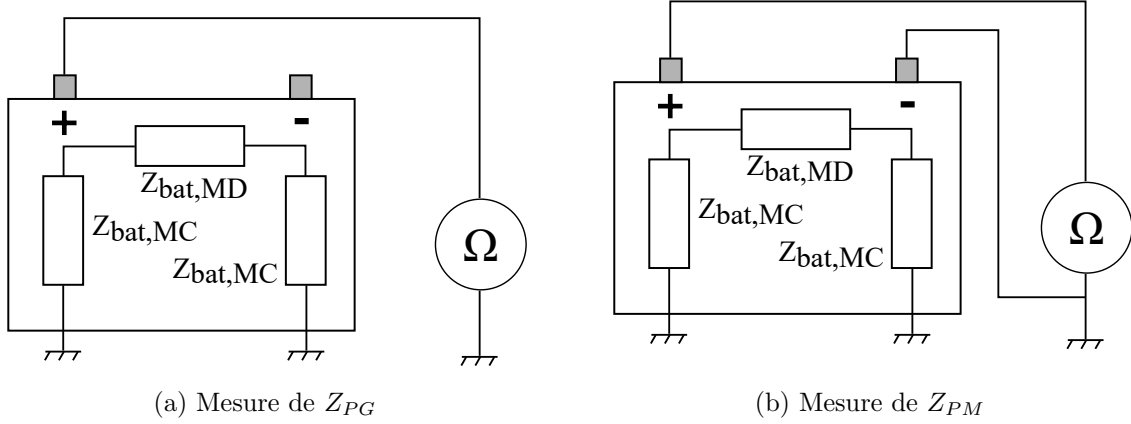 + -
Z_bat,MD
Z_bat,MC
Z_bat,MC
Ω
(a) Mesure de Z_PG
+ -
Z_bat,MD
Z_bat,MC
Z_bat,MC
Ω
(b) Mesure de Z_PM